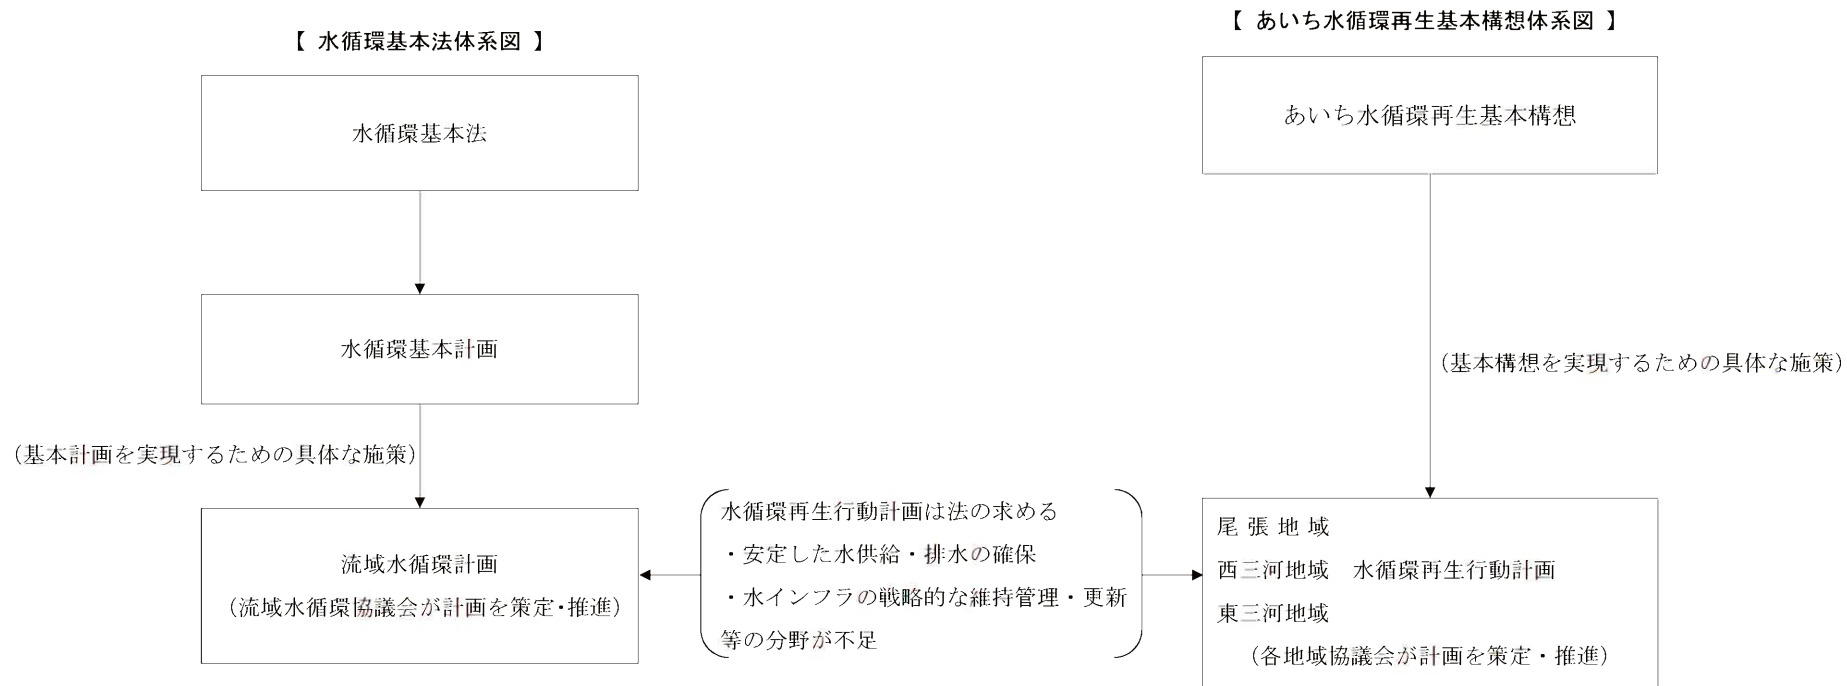 【 水循環基本法体系図 】
水循環基本法
水循環基本計画
（基本計画を実現するための具体な施策）
流域水循環計画
（流域水循環協議会が計画を策定・推進）
水循環再生行動計画は法の求める
・安定した水供給・排水の確保
・水インフラの戦略的な維持管理・更新
等の分野が不足
【 あいち水循環再生基本構想体系図 】
あいち水循環再生基本構想
（基本構想を実現するための具体な施策）
尾 張 地 域
西三河地域　水循環再生行動計画
東三河地域
（各地域協議会が計画を策定・推進）